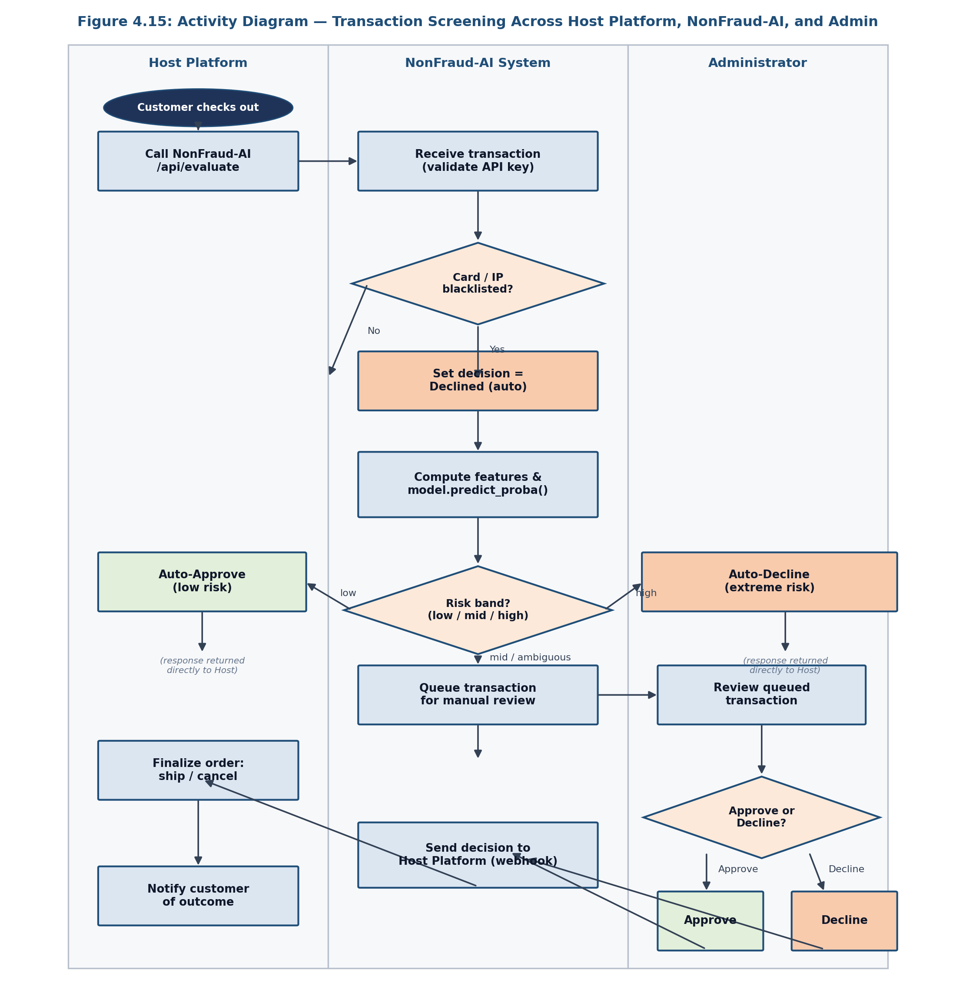 Figure 4.15: Activity Diagram — Transaction Screening Across Host Platform, NonFraud-AI, and Admin
Host Platform
NonFraud-AI System
Administrator
Customer checks out
Call NonFraud-AI
/api/evaluate
Receive transaction
(validate API key)
Card / IP
blacklisted?
No
Yes
Set decision =
Declined (auto)
Compute features &
model.predict_proba()
Auto-Approve
(low risk)
low
Risk band?
(low / mid / high)
high
Auto-Decline
(extreme risk)
(response returned
directly to Host)
mid / ambiguous
(response returned
directly to Host)
Queue transaction
for manual review
Review queued
transaction
Finalize order:
ship / cancel
Approve or
Decline?
Send decision to
Host Platform (webhook)
Approve
Decline
Notify customer
of outcome
Approve
Decline